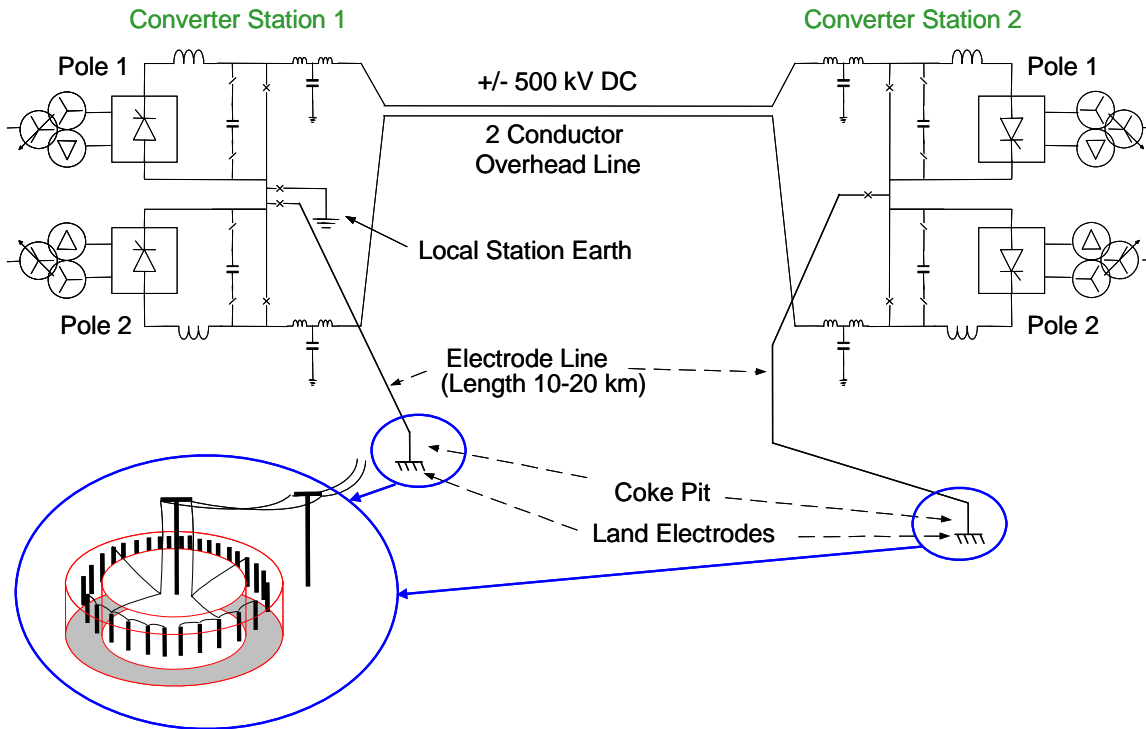 Converter Station 1
Converter Station 2
Pole 1
Pole 1
+/- 500 kV DC
2 Conductor
Overhead Line
Local Station Earth
Pole 2
Pole 2
Electrode Line
(Length 10-20 km)
Coke Pit
Land Electrodes